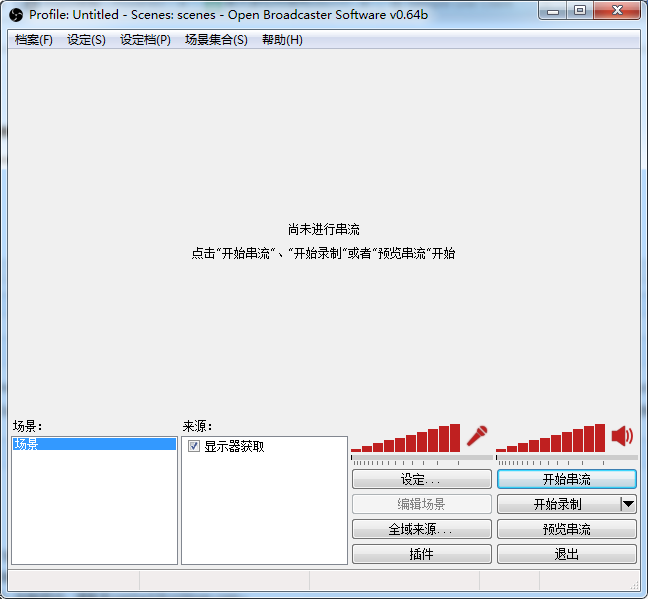 Profile: Untitled - Scenes: scenes - Open Broadcaster Software v0.64b
档案(F) 设定(S) 设定档(P) 场景集合(S) 帮助(H)
尚未进行串流
点击“开始串流”、“开始录制”或者“预览串流”开始
场景： 来源：
场景
显示器获取
设定... 开始串流
编辑场景 开始录制
全域来源... 预览串流
插件 退出